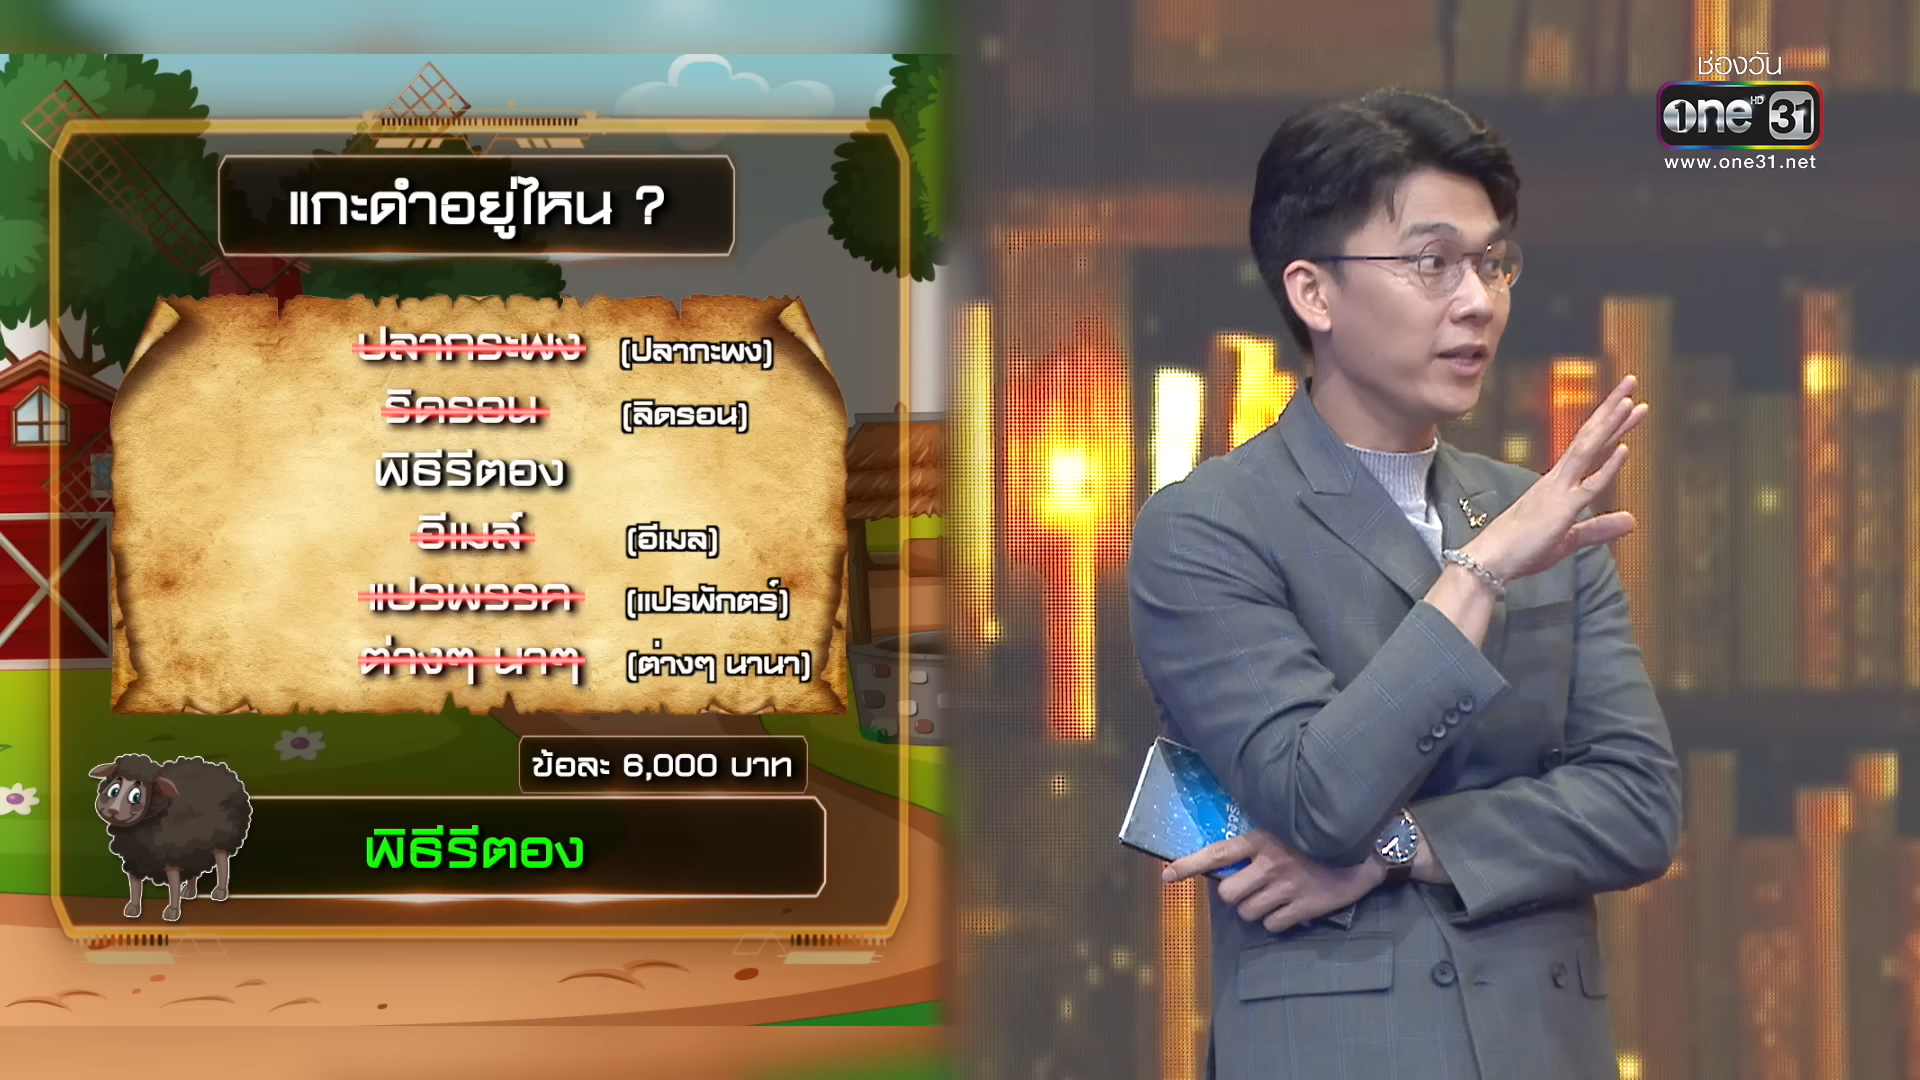 แกะดำอยู่ไหน ?
ปลากระพง (ปลากะพง)
ริดรอน (ลิดรอน)
พิธีรีตอง
อีเมล์ (อีเมล)
แปรพรรค (แปรพักตร์)
ต่างๆ นาๆ (ต่างๆ นานา)
ข้อละ 6,000 บาท
พิธีรีตอง
ช่องวัน
one HD 31
www.one31.net